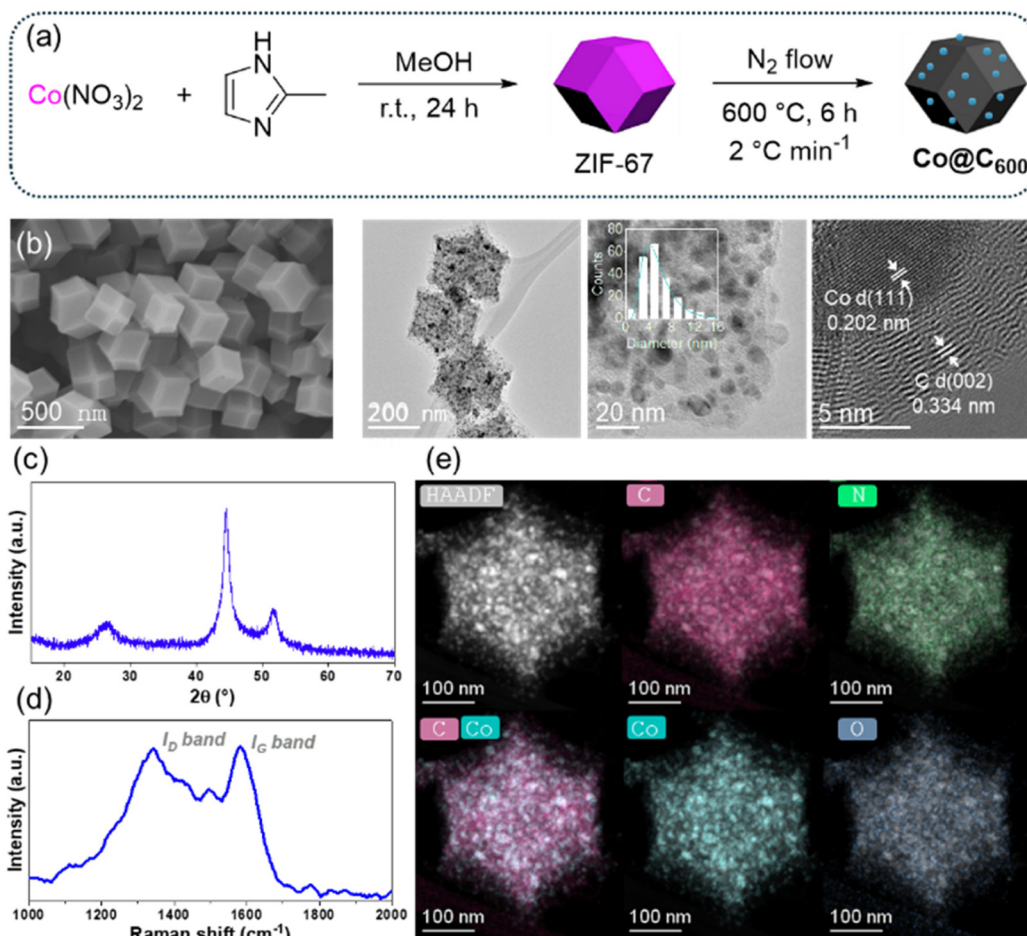 (a)
Co(NO₃)₂ + H N N
MeOH
r.t., 24 h
ZIF-67
N₂ flow
600 °C, 6 h
2 °C min⁻¹
Co@C₆₀₀
(b)
500 nm
200 nm
Counts
80
60
40
20
0
0 4 8 12 16
Diameter (nm)
20 nm
Co d(111)
0.202 nm
C d(002)
0.334 nm
5 nm
(c)
Intensity (a.u.)
20 30 40 50 60 70
2θ (°)
(d)
Intensity (a.u.)
I_D band
I_G band
1000 1200 1400 1600 1800 2000
Raman shift (cm⁻¹)
(e)
HAADF
100 nm
C
100 nm
N
100 nm
C Co
100 nm
Co
100 nm
O
100 nm